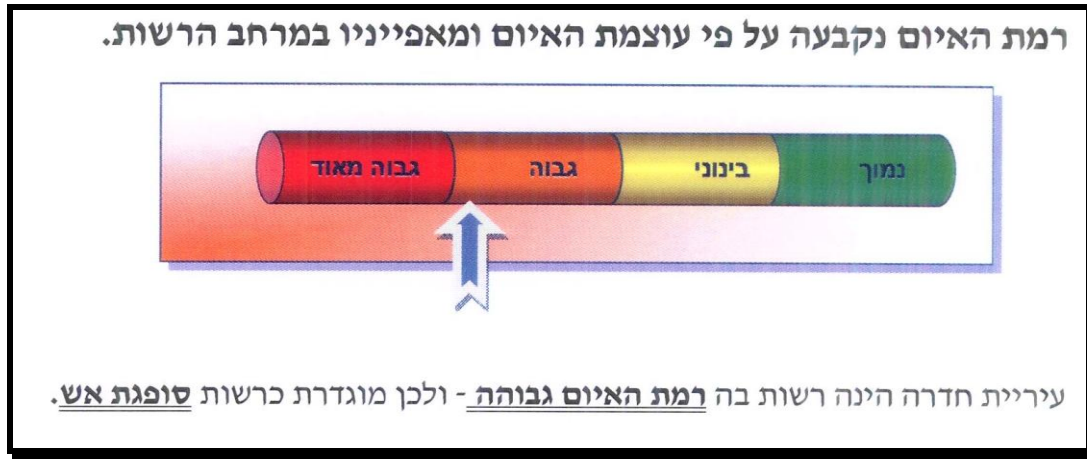 רמת האיום נקבעה על פי עוצמת האיום ומאפייניו במרחב הרשות.
נמוך בינוני גבוה גבוה מאוד
עיריית חדרה הינה רשות בה רמת האיום גבוהה - ולכן מוגדרת כרשות סופגת אש.